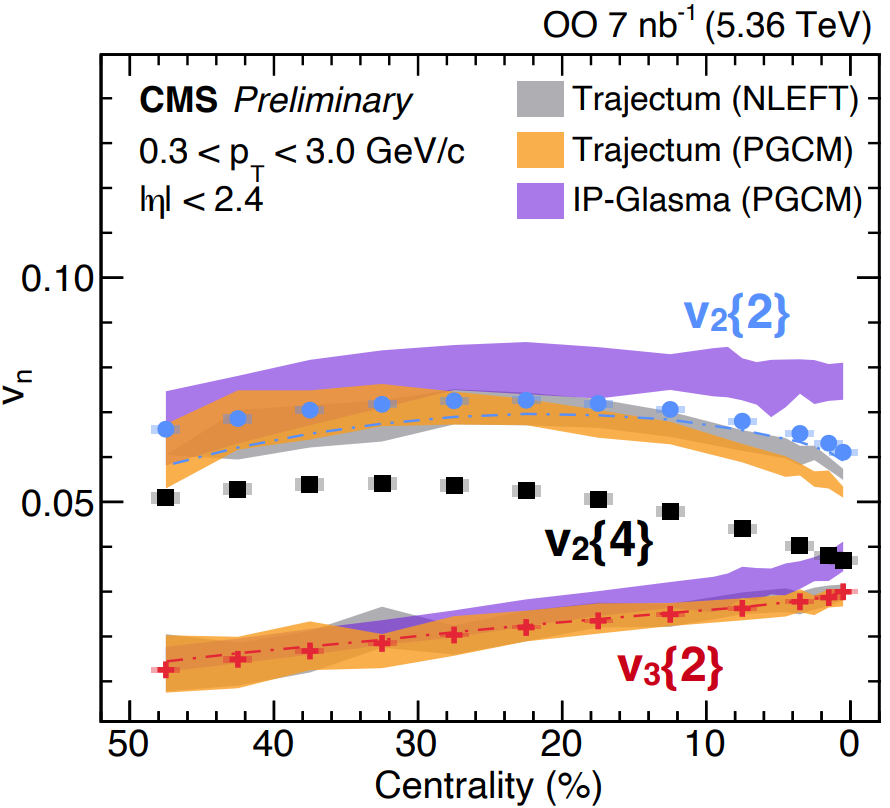 OO 7 nb⁻¹ (5.36 TeV)
CMS Preliminary
0.3 < p_T < 3.0 GeV/c
|η| < 2.4
Trajectum (NLEFT)
Trajectum (PGCM)
IP-Glasma (PGCM)
v₂{2}
v₂{4}
v₃{2}
vₙ
0.10
0.05
50 40 30 20 10 0
Centrality (%)